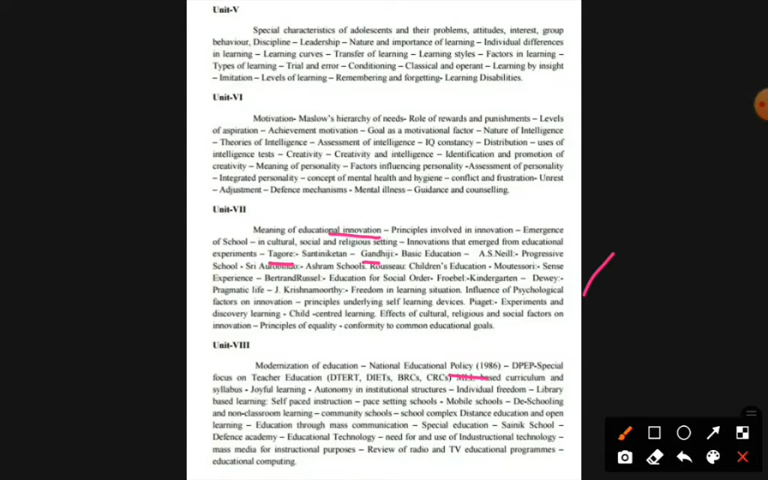 Unit-V
Special characteristics of adolescents and their problems, attitudes, interest, group
behaviour, Discipline – Leadership – Nature and importance of learning – Individual differences
in learning – Learning curves – Transfer of learning – Learning styles – Factors in learning –
Types of learning – Trial and error – Conditioning – Classical and operant – Learning by insight
- Imitation – Levels of learning – Remembering and forgetting- Learning Disabilities.
Unit-VI
Motivation- Maslow's hierarchy of needs- Role of rewards and punishments – Levels
of aspiration – Achievement motivation – Goal as a motivational factor – Nature of Intelligence
– Theories of Intelligence – Assessment of intelligence – IQ constancy – Distribution – uses of
intelligence tests – Creativity – Creativity and intelligence – Identification and promotion of
creativity – Meaning of personality – Factors influencing personality -Assessment of personality
– Integrated personality – concept of mental health and hygiene – conflict and frustration- Unrest
- Adjustment – Defence mechanisms - Mental illness – Guidance and counselling.
Unit-VII
Meaning of educational innovation – Principles involved in innovation – Emergence
of School – in cultural, social and religious setting – Innovations that emerged from educational
experiments – Tagore:- Santiniketan – Gandhiji:- Basic Education – A.S.Neill:- Progressive
School - Sri Aurobindo:- Ashram Schools. Rousseau: Children's Education - Moutessori:- Sense
Experience – BertrandRussel:- Education for Social Order- Froebel:-Kindergarten – Dewey:-
Pragmatic life – J. Krishnamoorthy:- Freedom in learning situation. Influence of Psychological
factors on innovation – principles underlying self learning devices. Piaget:- Experiments and
discovery learning – Child -centred learning. Effects of cultural, religious and social factors on
innovation – Principles of equality – conformity to common educational goals.
Unit-VIII
Modernization of education – National Educational Policy (1986) – DPEP-Special
focus on Teacher Education (DTERT, DIETs, BRCs, CRCs) MLL based curriculum and
syllabus - Joyful learning - Autonomy in institutional structures – Individual freedom – Library
based learning: Self paced instruction – pace setting schools - Mobile schools – De-Schooling
and non-classroom learning – community schools – school complex Distance education and open
learning – Education through mass communication – Special education – Sainik School –
Defence academy – Educational Technology – need for and use of Industructional technology –
mass media for instructional purposes – Review of radio and TV educational programmes –
educational computing.